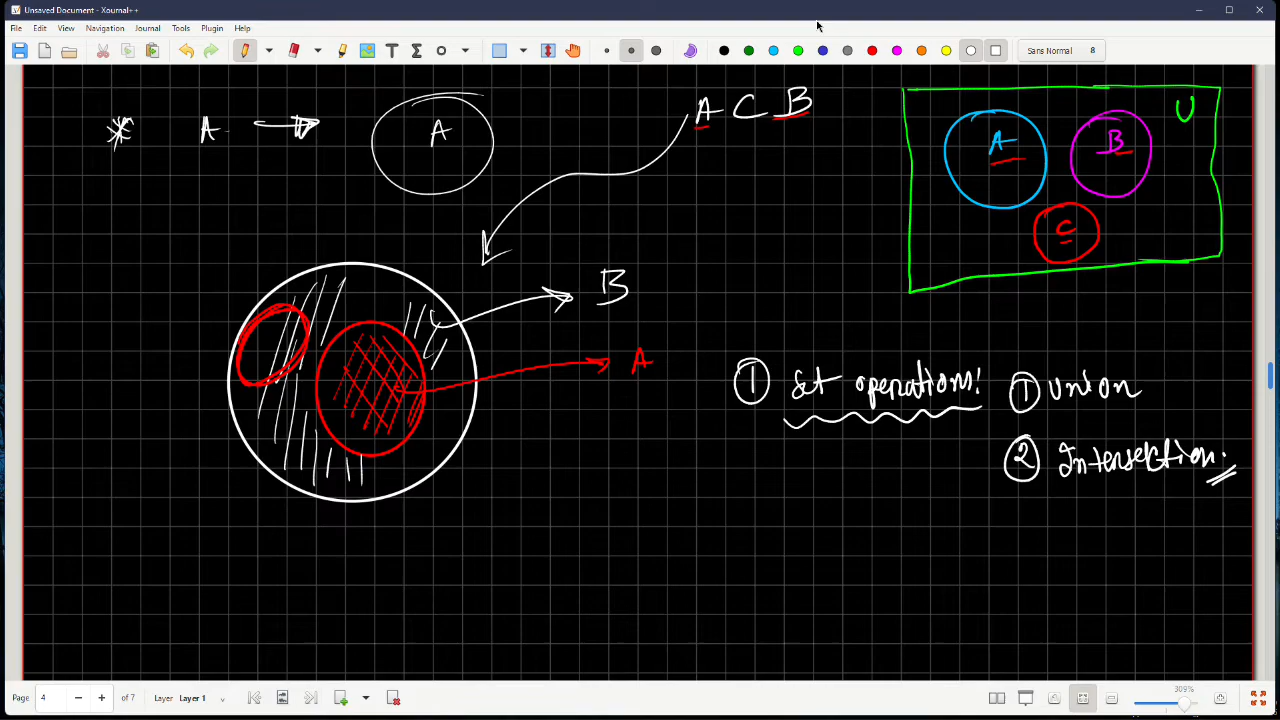 Unsaved Document - Xournal++
File Edit View Navigation Journal Tools Plugin Help
Sans Normal 8
* A → A
A ⊂ B
U
A B
C
B
A
① Set operations: ① Union
② Intersection.
Page 4 of 7 Layer Layer 1
309%